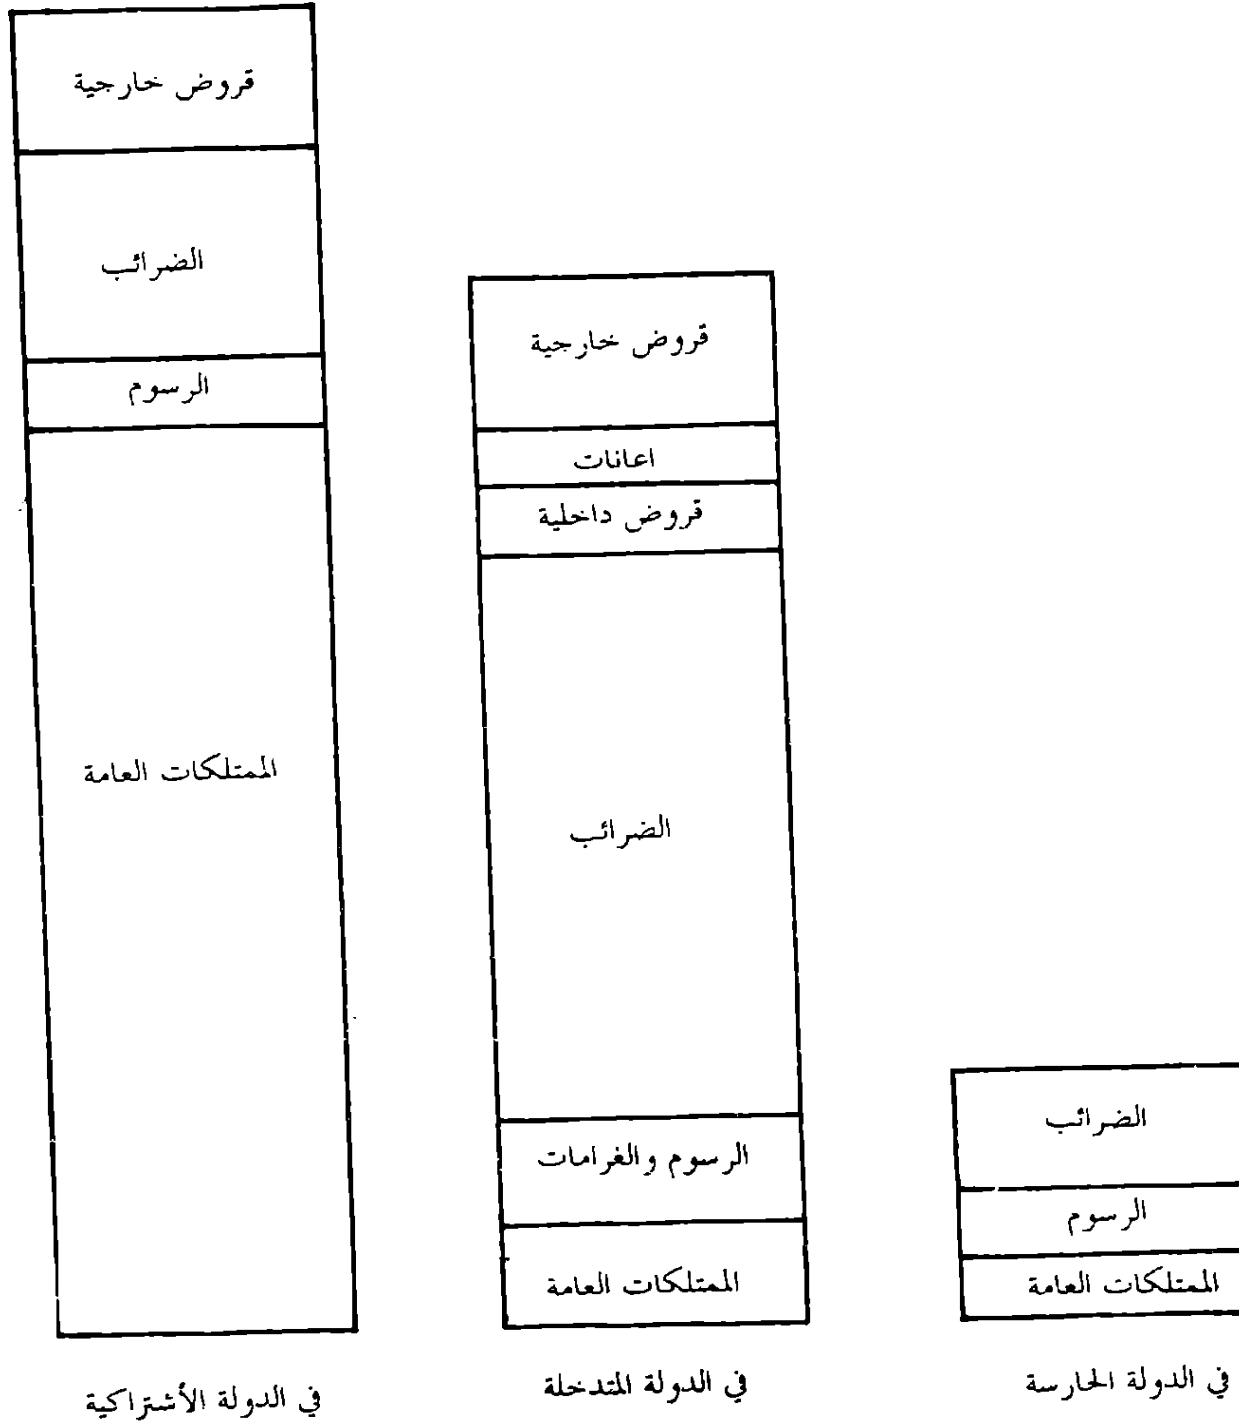 الضرائب
الرسوم
الممتلكات العامة
في الدولة الحارسة
قروض خارجية
اعانات
قروض داخلية
الضرائب
الرسوم والغرامات
الممتلكات العامة
في الدولة المتدخلة
قروض خارجية
الضرائب
الرسوم
الممتلكات العامة
في الدولة الأشتراكية